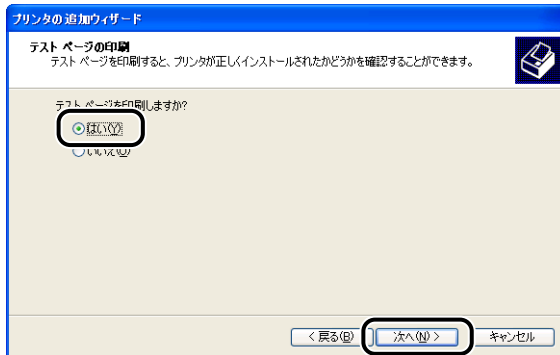 プリンタの追加ウィザード
テスト ページの印刷
テスト ページを印刷すると、プリンタが正しくインストールされたかどうかを確認することができます。
テスト ページを印刷しますか?
はい(Y)
いいえ(O)
< 戻る(B) 次へ(N) > キャンセル